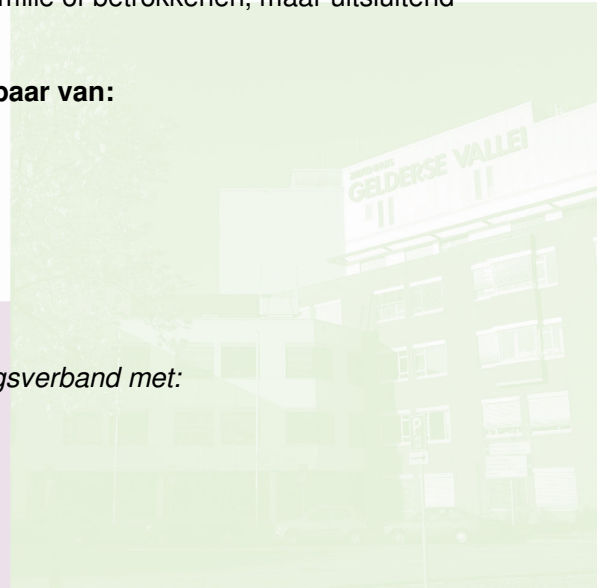 milie of betrokkenen, maar uitsluitend
baar van:
GELDERSE VALLEI
gsverband met: